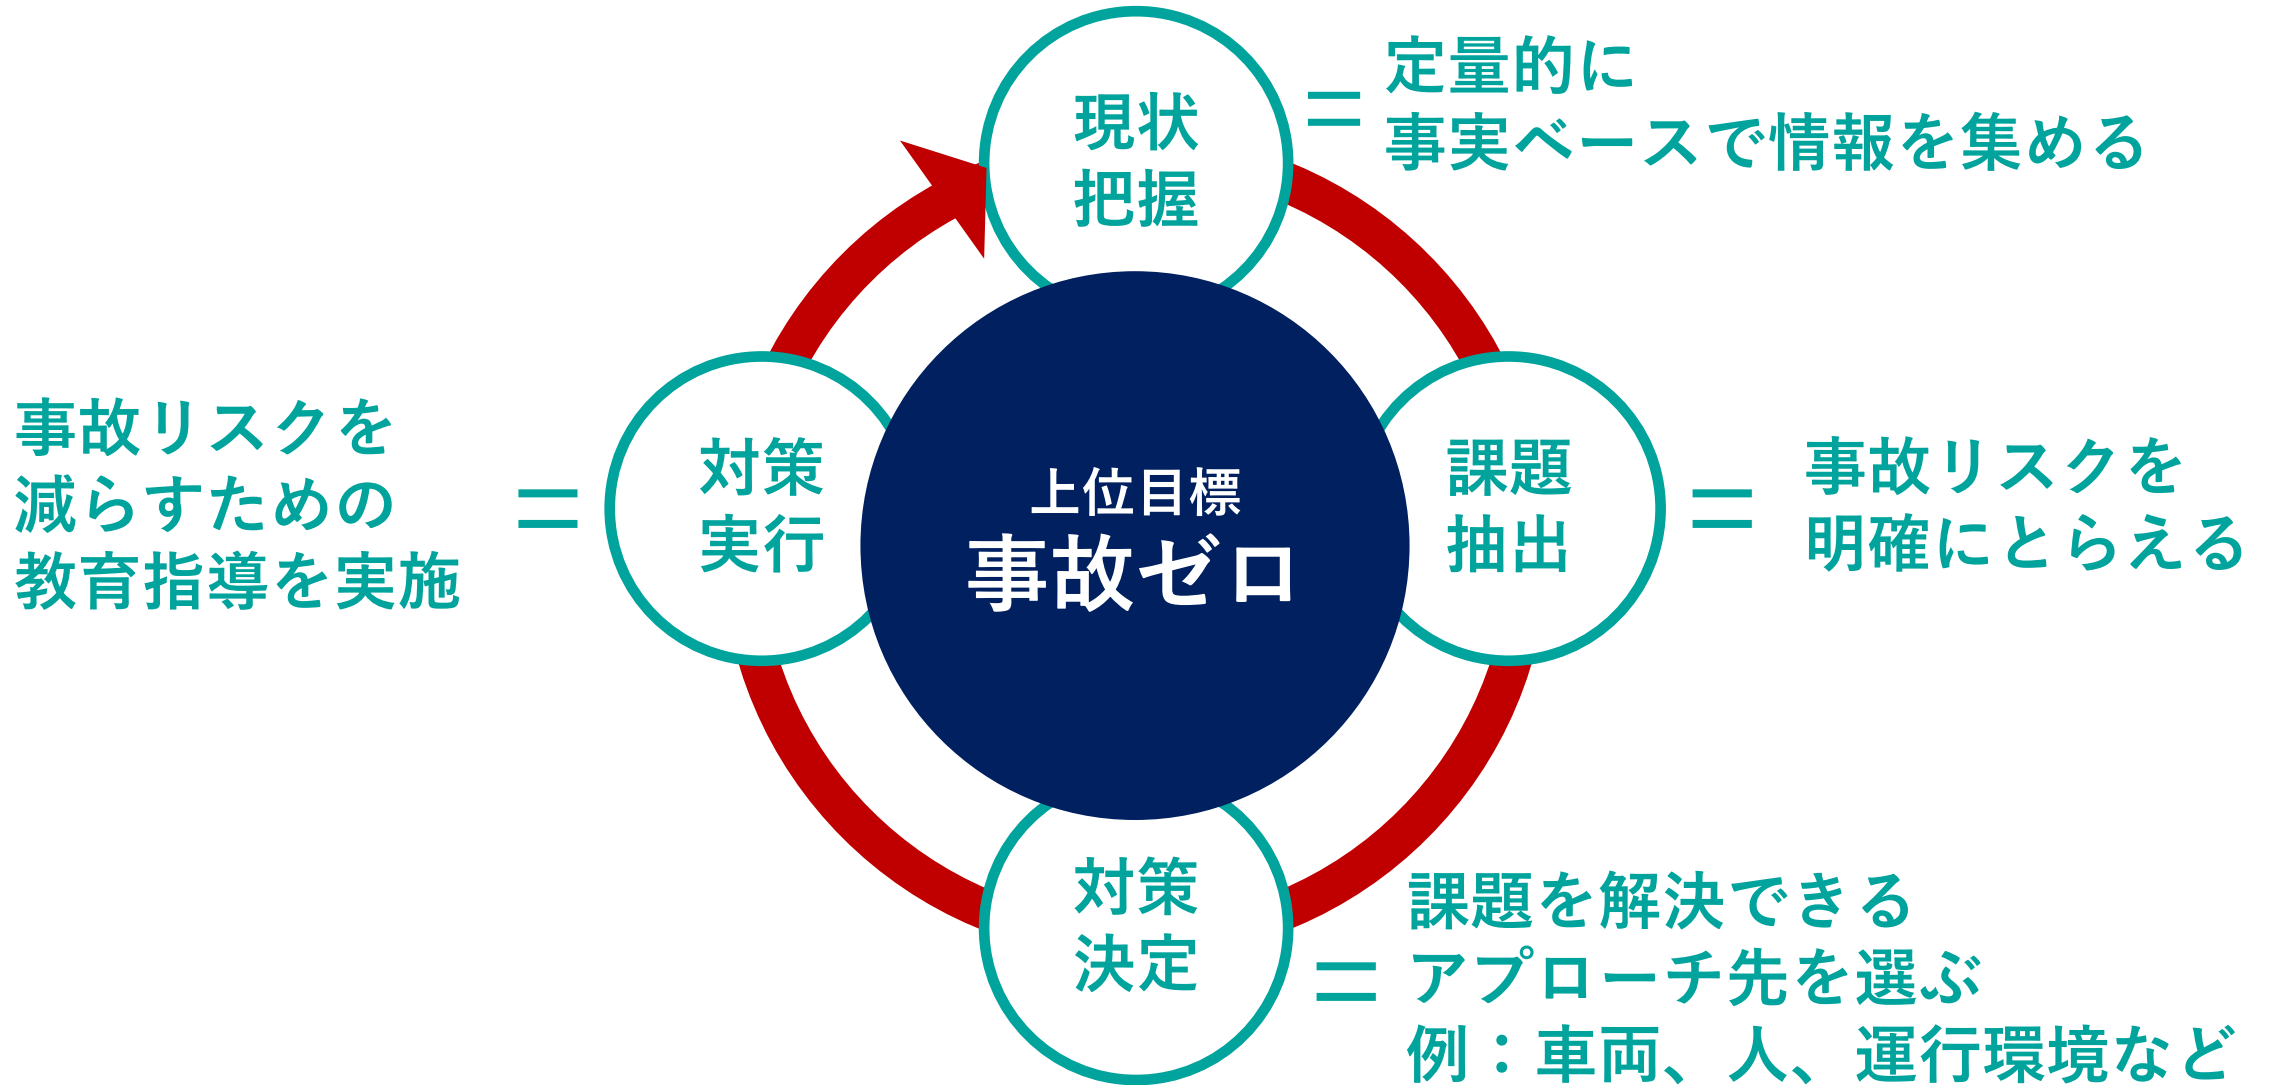 現状
把握
=
定量的に
事実ベースで情報を集める
課題
抽出
=
事故リスクを
明確にとらえる
対策
決定
=
課題を解決できる
アプローチ先を選ぶ
例：車両、人、運行環境など
対策
実行
=
事故リスクを
減らすための
教育指導を実施
上位目標
事故ゼロ